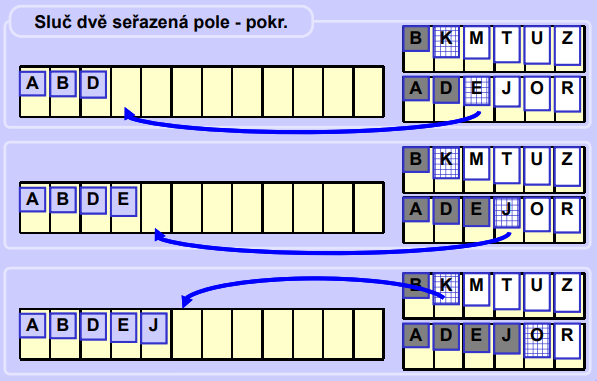 Sluč dvě seřazená pole - pokr.
B K M T U Z
A B D
A D E J O R
B K M T U Z
A B D E
A D E J O R
B K M T U Z
A B D E J
A D E J O R